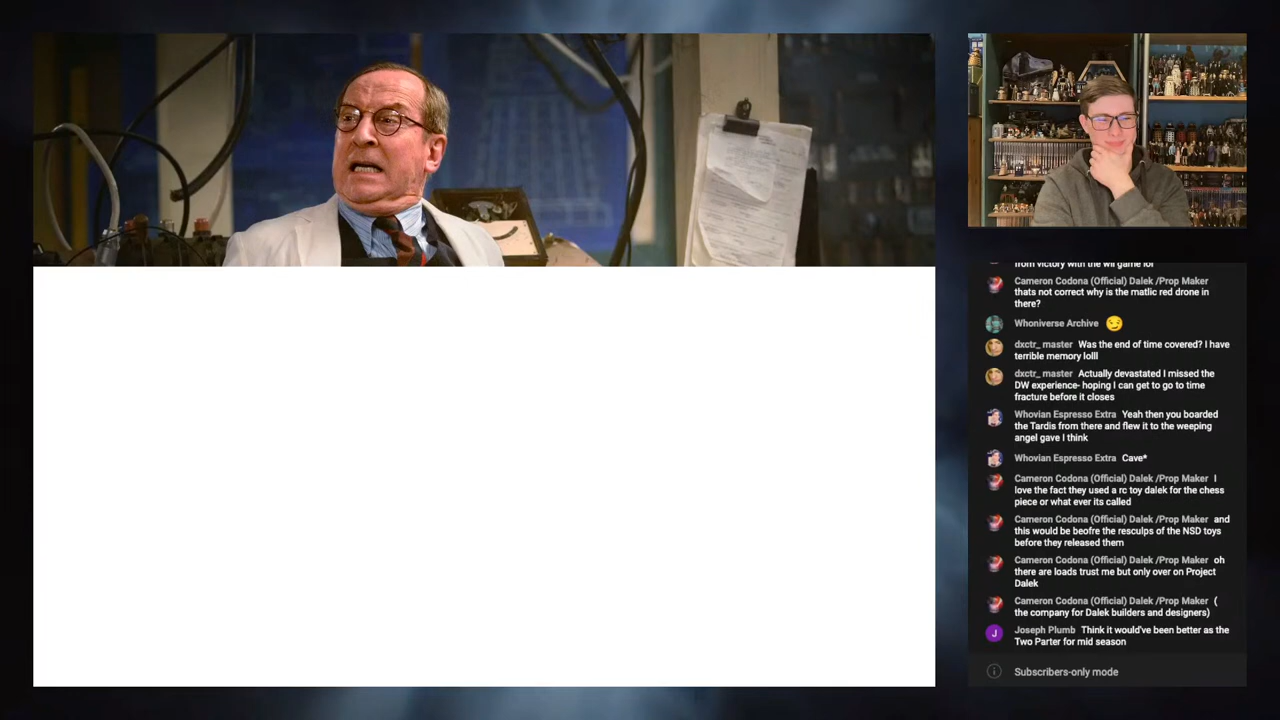 from victory with the wii game lol
Cameron Codona (Official) Dalek /Prop Maker
thats not correct why is the matlic red drone in
there?
Whoniverse Archive
dxctr_ master Was the end of time covered? I have
terrible memory lolll
dxctr_ master Actually devastated I missed the
DW experience- hoping I can get to go to time
fracture before it closes
Whovian Espresso Extra Yeah then you boarded
the Tardis from there and flew it to the weeping
angel gave I think
Whovian Espresso Extra Cave*
Cameron Codona (Official) Dalek /Prop Maker I
love the fact they used a rc toy dalek for the chess
piece or what ever its called
Cameron Codona (Official) Dalek /Prop Maker and
this would be beofre the resculps of the NSD toys
before they released them
Cameron Codona (Official) Dalek /Prop Maker oh
there are loads trust me but only over on Project
Dalek
Cameron Codona (Official) Dalek /Prop Maker (
the company for Dalek builders and designers)
J
Joseph Plumb Think it would've been better as the
Two Parter for mid season
Subscribers-only mode